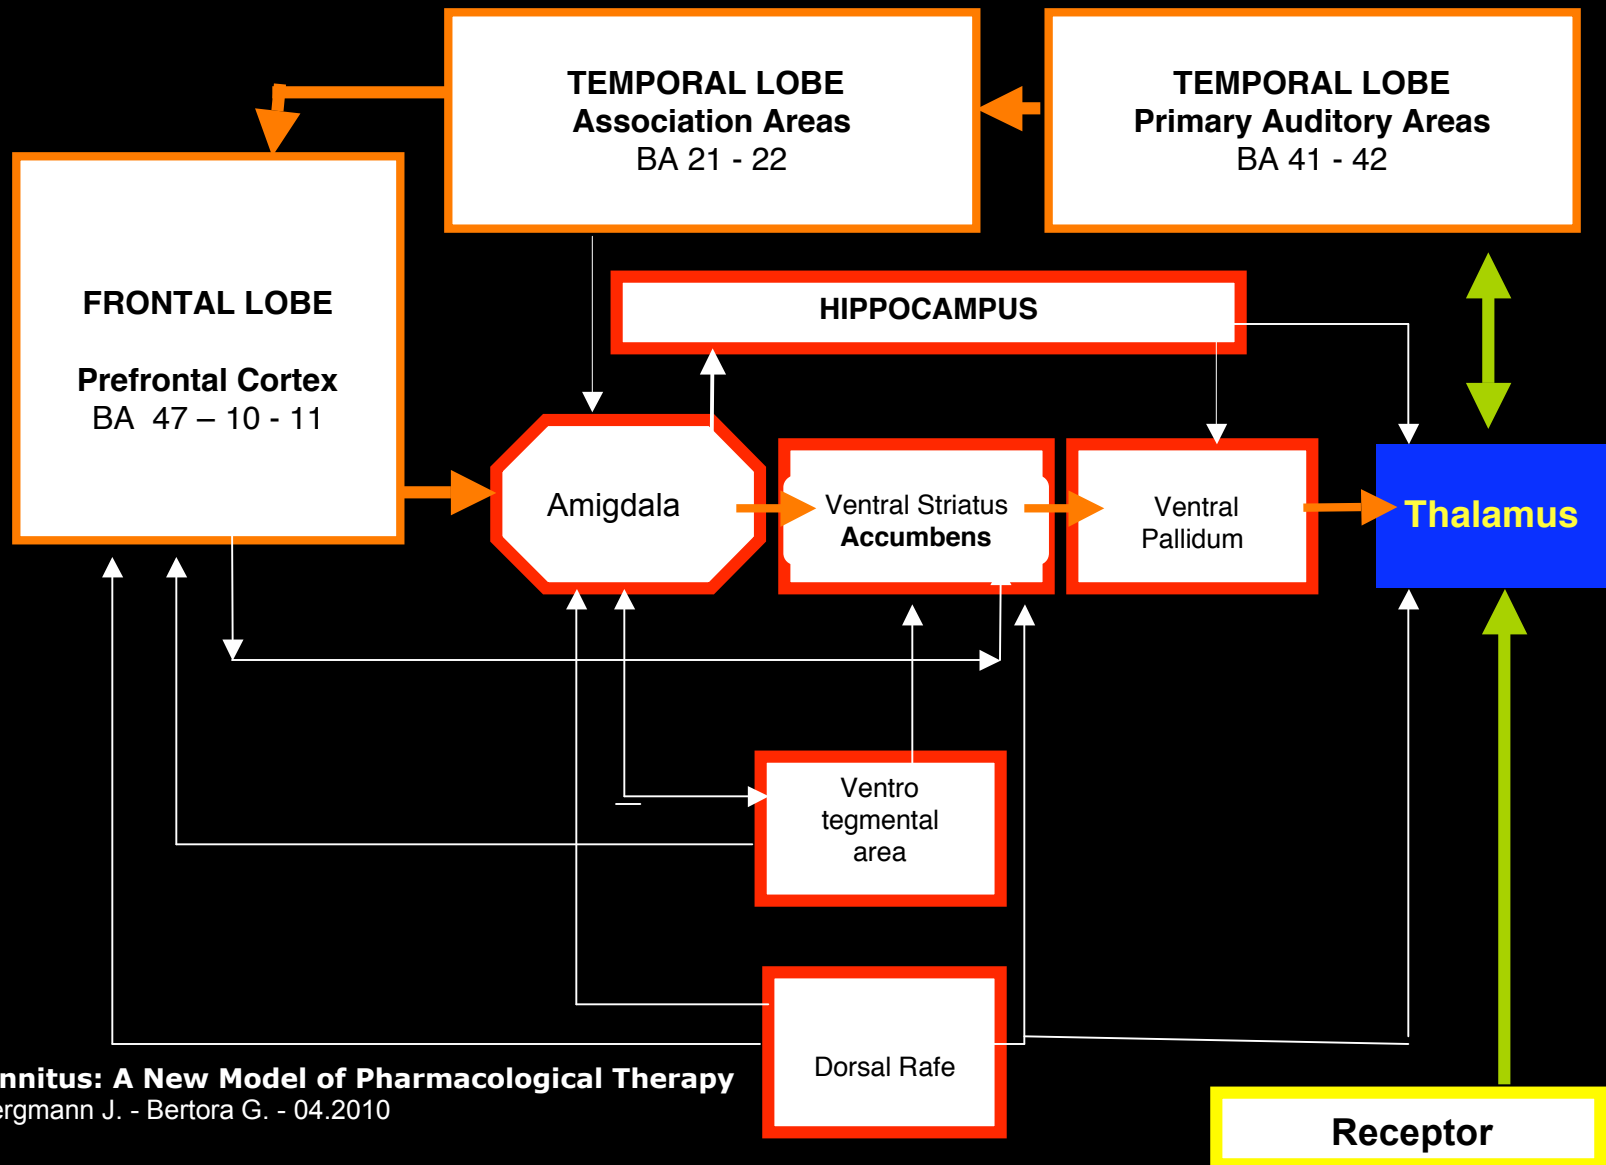 TEMPORAL LOBE
Association Areas
BA 21 - 22
TEMPORAL LOBE
Primary Auditory Areas
BA 41 - 42
FRONTAL LOBE
Prefrontal Cortex
BA 47 – 10 - 11
HIPPOCAMPUS
Amigdala
Ventral Striatus
Accumbens
Ventral
Pallidum
Thalamus
Ventro
tegmental
area
Dorsal Rafe
nnitus: A New Model of Pharmacological Therapy
ergmann J. - Bertora G. - 04.2010
Receptor